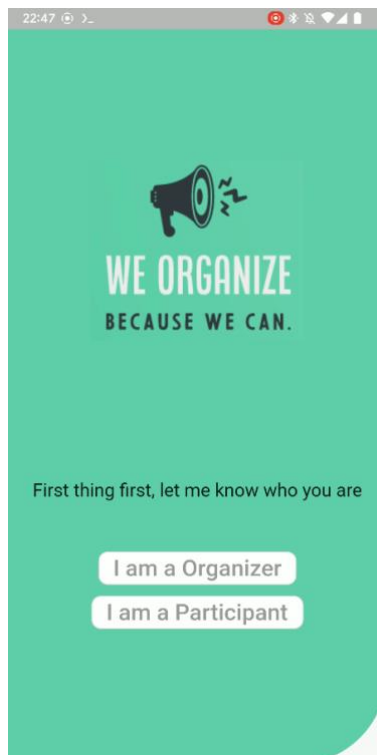 22:47
WE ORGANIZE
BECAUSE WE CAN.
First thing first, let me know who you are
I am a Organizer
I am a Participant